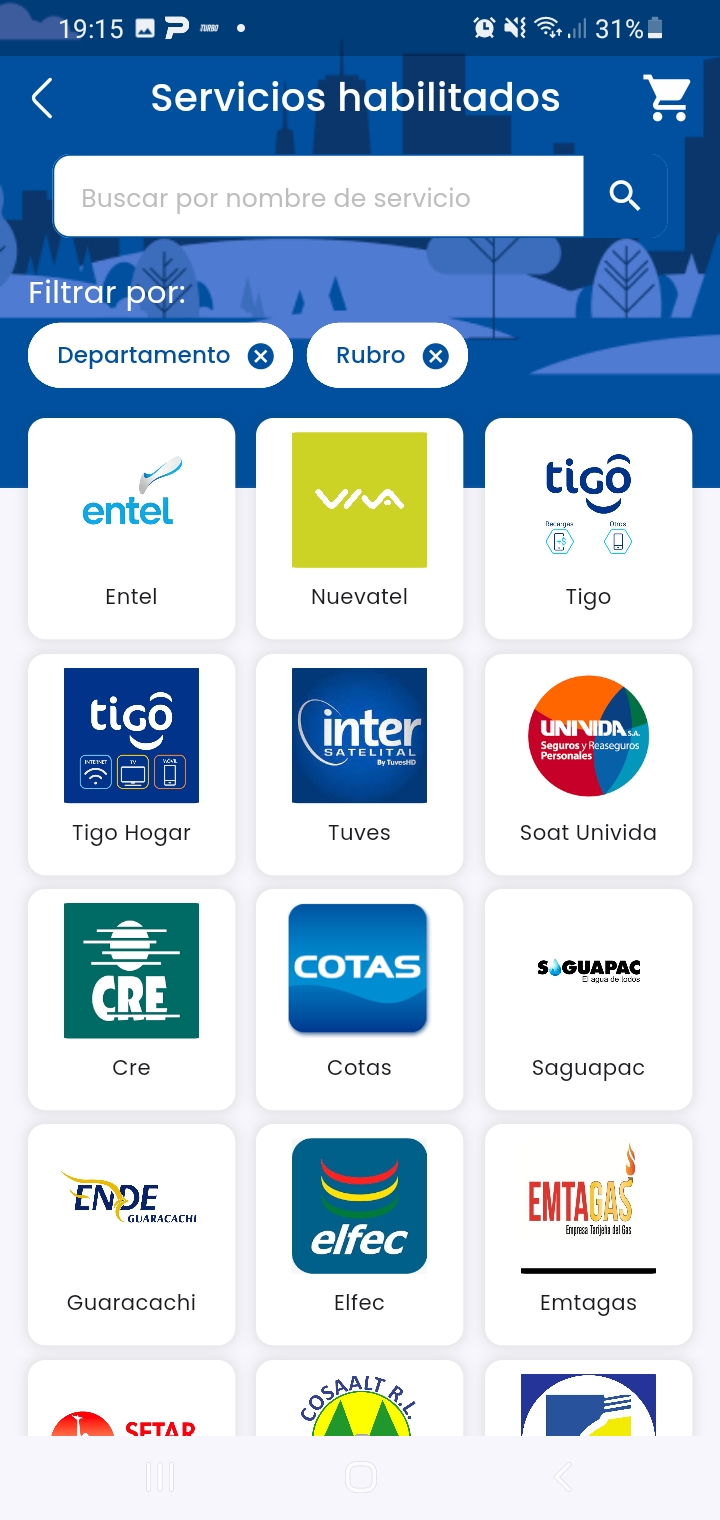 19:15 TURBO 31%
Servicios habilitados
Buscar por nombre de servicio
Filtrar por:
Departamento Rubro
entel
VIVA
tigo
Recargas Otros
+$
Entel Nuevatel Tigo
tigo
INTERNET TV MÓVIL
inter
SATELITAL
By TuvesHD
UNIVIDA S.A.
Seguros y Reaseguros
Personales
Tigo Hogar Tuves Soat Univida
CRE
COTAS
SAGUAPAC
El agua de todos
Cre Cotas Saguapac
ENDE
GUARACACHI
elfec
EMTAGAS
Empresa Tarijeña del Gas
Guaracachi Elfec Emtagas
SETAR
COSAALT R.L.